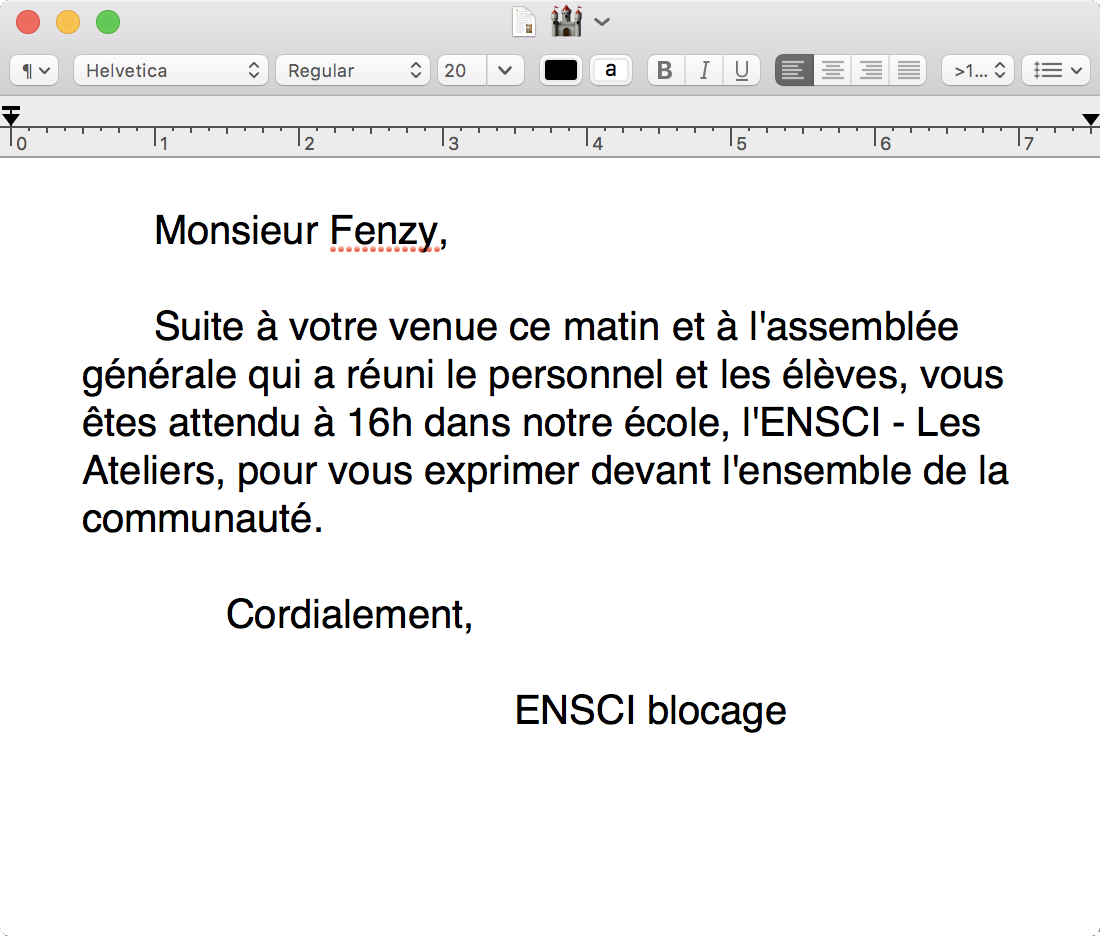 ¶
Helvetica
Regular
20
a
B I U
>1...
0 1 2 3 4 5 6 7
Monsieur Fenzy,
Suite à votre venue ce matin et à l'assemblée
générale qui a réuni le personnel et les élèves, vous
êtes attendu à 16h dans notre école, l'ENSCI - Les
Ateliers, pour vous exprimer devant l'ensemble de la
communauté.
Cordialement,
ENSCI blocage